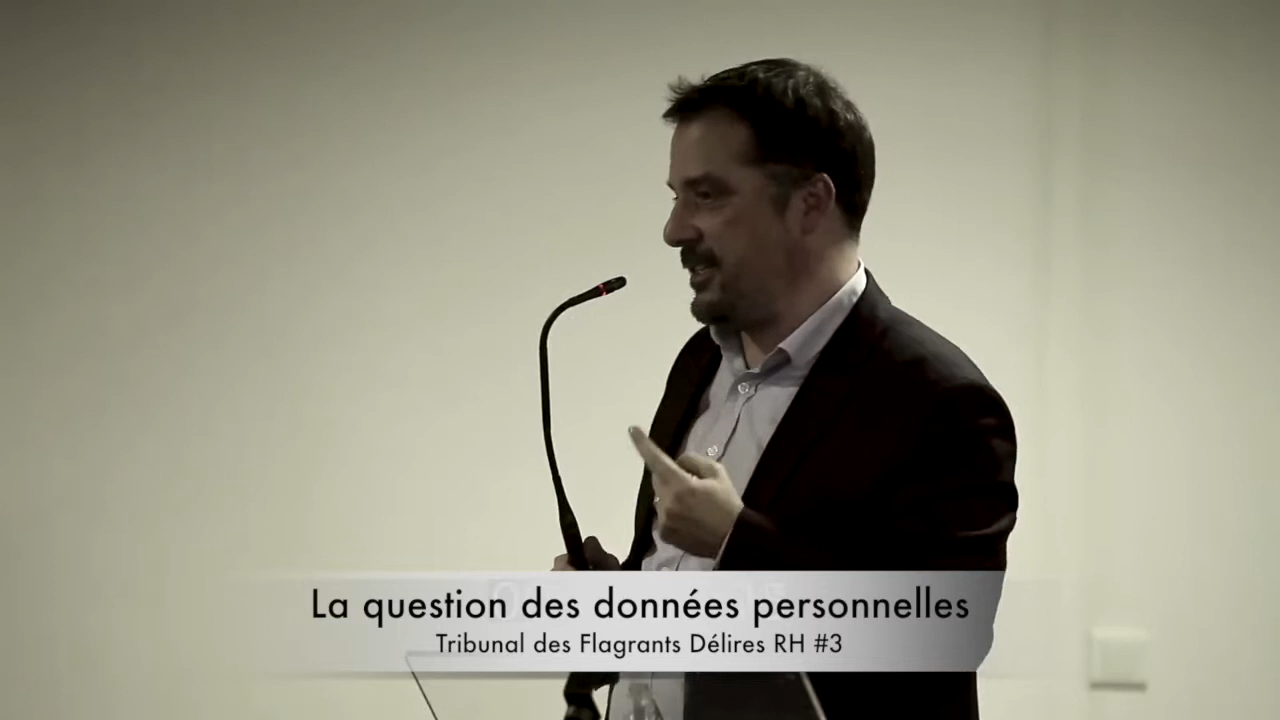 La question des données personnelles
Tribunal des Flagrants Délires RH #3